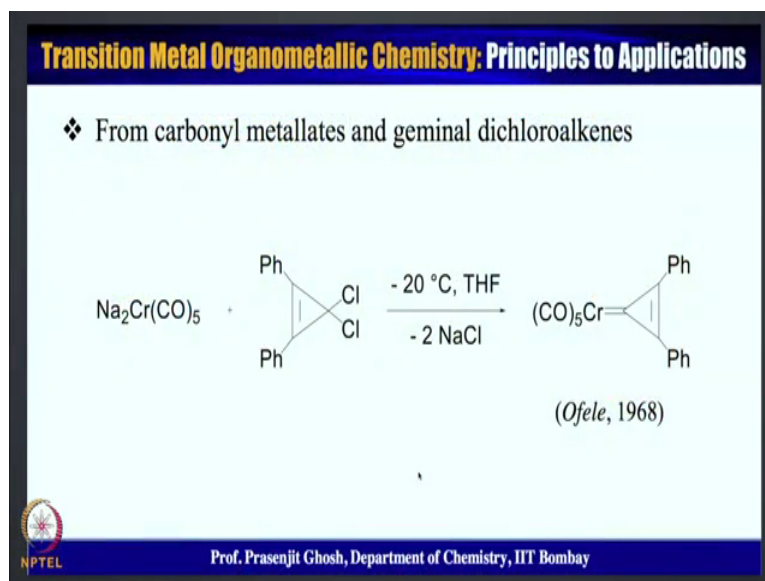 Transition Metal Organometallic Chemistry: Principles to Applications
❖ From carbonyl metallates and geminal dichloroalkenes
Na₂Cr(CO)₅ +
Ph
Cl
Cl
Ph
- 20 °C, THF
- 2 NaCl
(CO)₅Cr
Ph
Ph
(Ofele, 1968)
NPTEL
Prof. Prasenjit Ghosh, Department of Chemistry, IIT Bombay